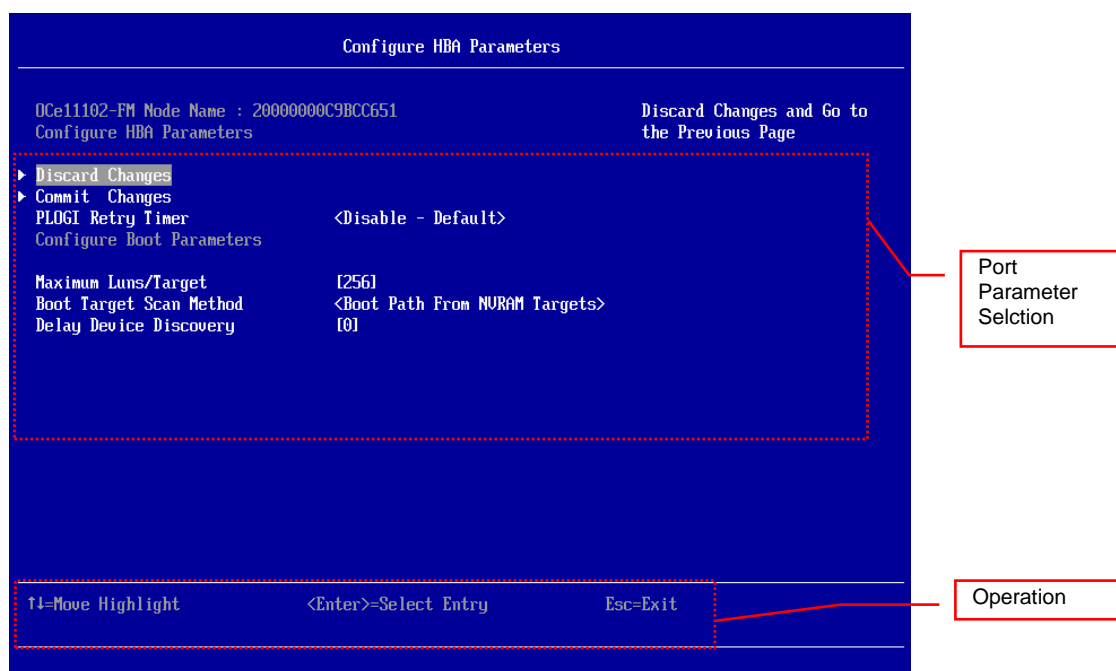 Configure HBA Parameters
OCe11102-FM Node Name : 20000000C9BCC651
Configure HBA Parameters
Discard Changes and Go to
the Previous Page
Discard Changes
Commit  Changes
PLOGI Retry Timer <Disable - Default>
Configure Boot Parameters
Maximum Luns/Target [256]
Boot Target Scan Method <Boot Path From NVRAM Targets>
Delay Device Discovery [0]
Port
Parameter
Selction
↑↓=Move Highlight <Enter>=Select Entry Esc=Exit
Operation